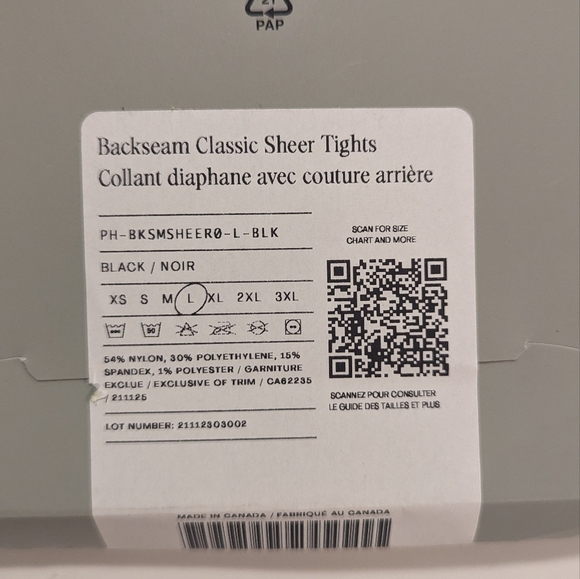 21
PAP
Backseam Classic Sheer Tights
Collant diaphane avec couture arrière
PH-BKSMSHEER0-L-BLK
BLACK / NOIR
XS S M L XL 2XL 3XL
50
54% NYLON, 30% POLYETHYLENE, 15%
SPANDEX, 1% POLYESTER / GARNITURE
EXCLUE / EXCLUSIVE OF TRIM / CA62235
/ 211125
LOT NUMBER: 21112303002
SCAN FOR SIZE
CHART AND MORE
SCANNEZ POUR CONSULTER
LE GUIDE DES TAILLES ET PLUS
MADE IN CANADA / FABRIQUÉ AU CANADA